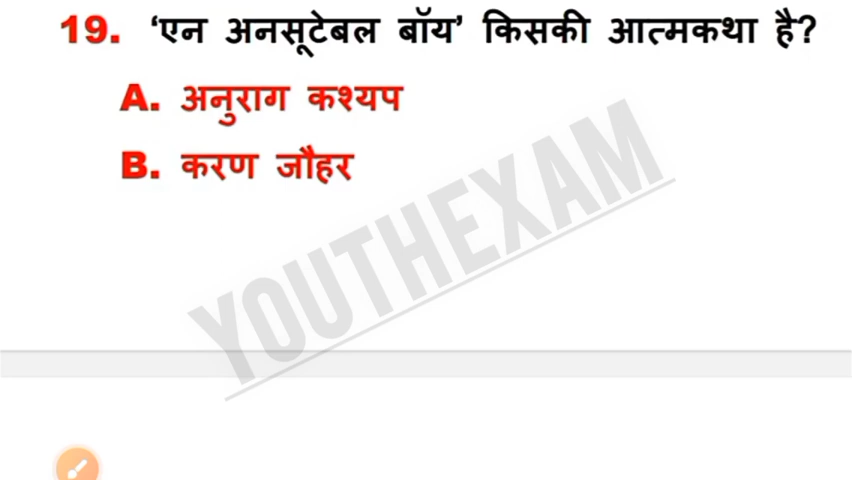 19. ‘एन अनसूटेबल बॉय’ किसकी आत्मकथा है?
A. अनुराग कश्यप
B. करण जौहर
YOUTHEXAM